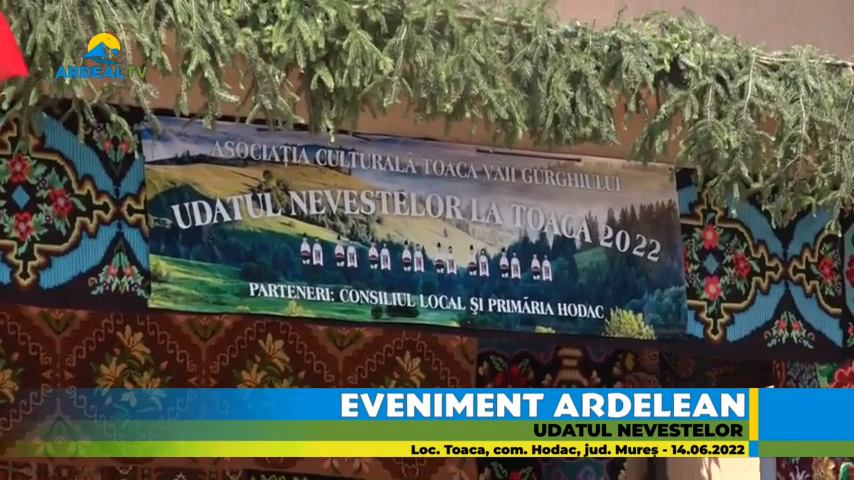 ARDEAL TV
ASOCIAȚIA CULTURALĂ TOACA VĂII GURGHIULUI
UDATUL NEVESTELOR LA TOACA 2022
PARTENERI: CONSILIUL LOCAL ȘI PRIMĂRIA HODAC
EVENIMENT ARDELEAN
UDATUL NEVESTELOR
Loc. Toaca, com. Hodac, jud. Mureș - 14.06.2022